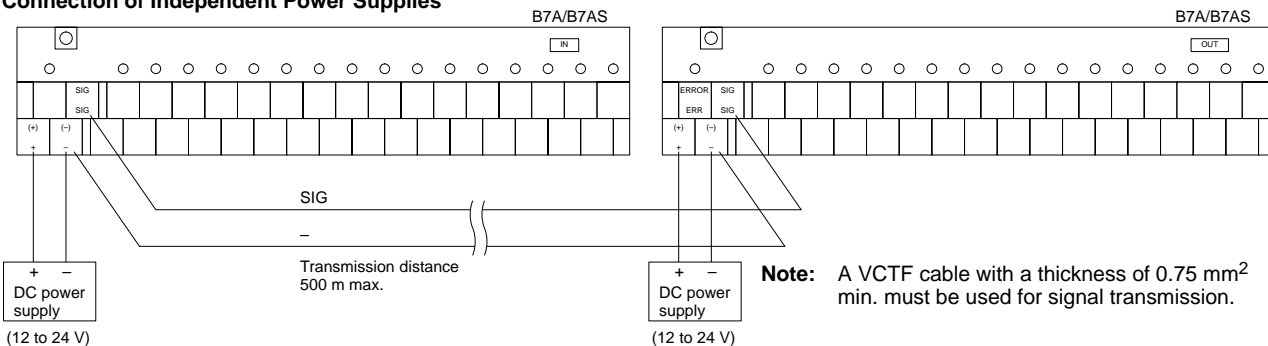 Connection of Independent Power Supplies
B7A/B7AS
B7A/B7AS
IN
OUT
SIG
ERROR SIG
SIG
ERR SIG
(+) (–)
(+) (–)
+ –
+ –
SIG
–
Transmission distance
500 m max.
+ –
DC power
supply
(12 to 24 V)
+ –
DC power
supply
(12 to 24 V)
Note: A VCTF cable with a thickness of 0.75 mm2
min. must be used for signal transmission.